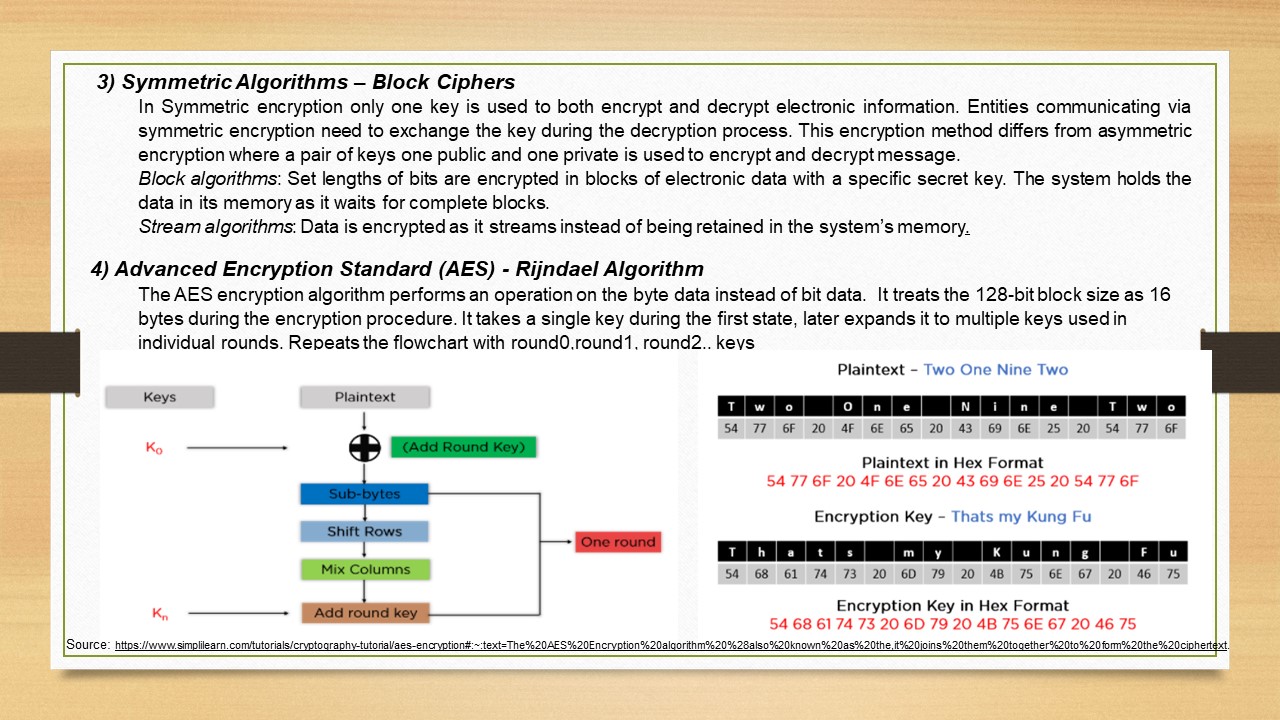 3) Symmetric Algorithms – Block Ciphers
In Symmetric encryption only one key is used to both encrypt and decrypt electronic information. Entities communicating via
symmetric encryption need to exchange the key during the decryption process. This encryption method differs from asymmetric
encryption where a pair of keys one public and one private is used to encrypt and decrypt message.
Block algorithms: Set lengths of bits are encrypted in blocks of electronic data with a specific secret key. The system holds the
data in its memory as it waits for complete blocks.
Stream algorithms: Data is encrypted as it streams instead of being retained in the system's memory.
4) Advanced Encryption Standard (AES) - Rijndael Algorithm
The AES encryption algorithm performs an operation on the byte data instead of bit data. It treats the 128-bit block size as 16
bytes during the encryption procedure. It takes a single key during the first state, later expands it to multiple keys used in
individual rounds. Repeats the flowchart with round0,round1, round2.. keys
Keys
Plaintext
K0
(Add Round Key)
Sub-bytes
Shift Rows
One round
Mix Columns
Kn
Add round key
Plaintext – Two One Nine Two
T w o O n e N i n e T w o
54 77 6F 20 4F 6E 65 20 43 69 6E 25 20 54 77 6F
Plaintext in Hex Format
54 77 6F 20 4F 6E 65 20 43 69 6E 25 20 54 77 6F
Encryption Key – Thats my Kung Fu
T h a t s m y K u n g F u
54 68 61 74 73 20 6D 79 20 4B 75 6E 67 20 46 75
Encryption Key in Hex Format
54 68 61 74 73 20 6D 79 20 4B 75 6E 67 20 46 75
Source: https://www.simplilearn.com/tutorials/cryptography-tutorial/aes-encryption#:~:text=The%20AES%20Encryption%20algorithm%20%28also%20known%20as%20the,it%20joins%20them%20together%20to%20form%20the%20ciphertext.